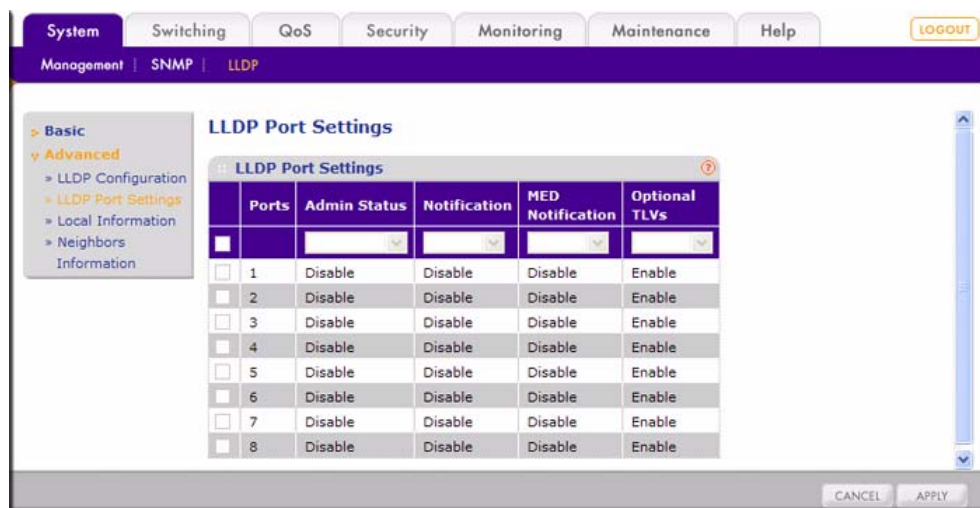 System Switching QoS Security Monitoring Maintenance Help LOGOUT
Management SNMP LLDP
Basic
Advanced
» LLDP Configuration
» LLDP Port Settings
» Local Information
» Neighbors
Information
LLDP Port Settings
LLDP Port Settings ?
Ports Admin Status Notification MED Notification Optional TLVs
1 Disable Disable Disable Enable
2 Disable Disable Disable Enable
3 Disable Disable Disable Enable
4 Disable Disable Disable Enable
5 Disable Disable Disable Enable
6 Disable Disable Disable Enable
7 Disable Disable Disable Enable
8 Disable Disable Disable Enable
CANCEL APPLY